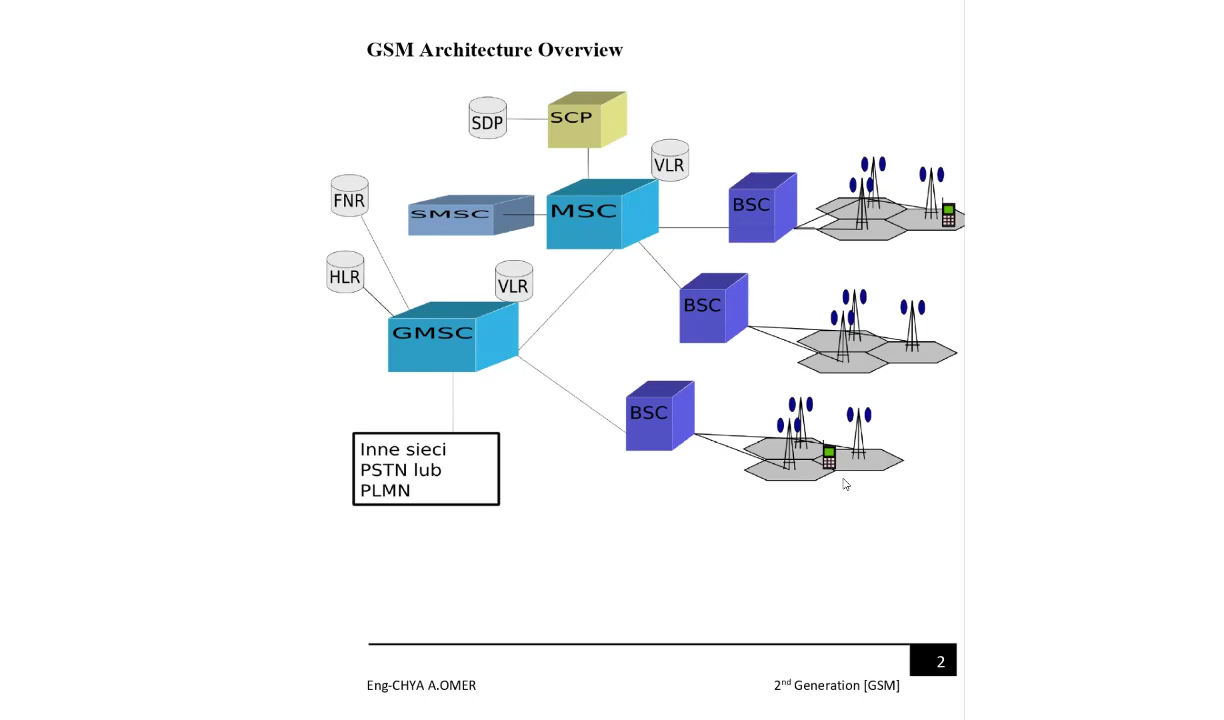 GSM Architecture Overview
SDP
SCP
VLR
FNR
SMSC
MSC
BSC
HLR
VLR
BSC
GMSC
BSC
Inne sieci
PSTN lub
PLMN
2
Eng-CHYA A.OMER
2nd Generation [GSM]